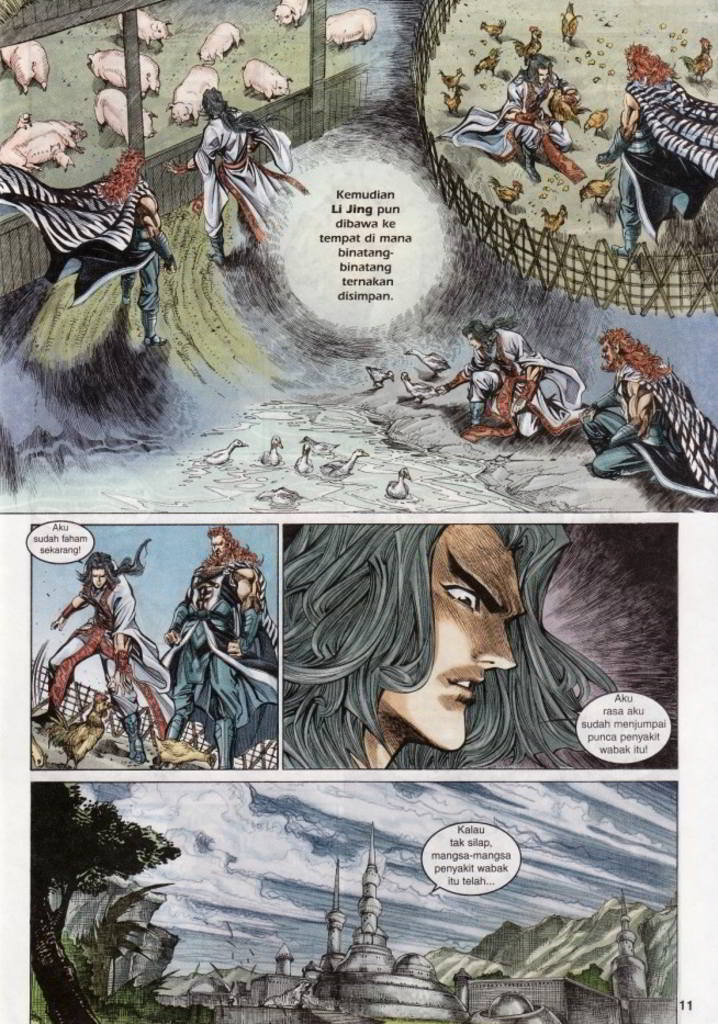 Kemudian
Li Jing pun
dibawa ke
tempat di mana
binatang-
binatang
ternakan
disimpan.
Aku
sudah faham
sekarang!
Aku
rasa aku
sudah menjumpai
punca penyakit
wabak itu!
Kalau
tak silap,
mangsa-mangsa
penyakit wabak
itu telah...
11